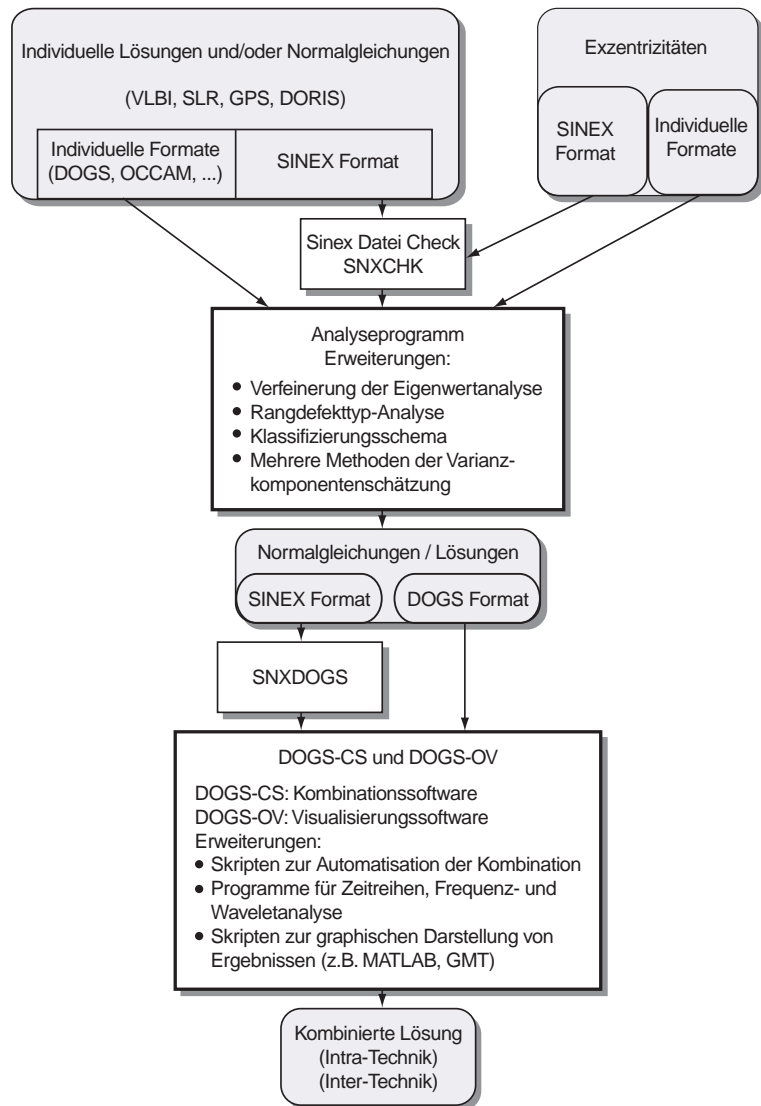 Individuelle Lösungen und/oder Normalgleichungen
(VLBI, SLR, GPS, DORIS)
Individuelle Formate
(DOGS, OCCAM, ...)
SINEX Format
Exzentrizitäten
SINEX
Format
Individuelle
Formate
Sinex Datei Check
SNXCHK
Analyseprogramm
Erweiterungen:
• Verfeinerung der Eigenwertanalyse
• Rangdefekttyp-Analyse
• Klassifizierungsschema
• Mehrere Methoden der Varianz-
komponentenschätzung
Normalgleichungen / Lösungen
SINEX Format
DOGS Format
SNXDOGS
DOGS-CS und DOGS-OV
DOGS-CS: Kombinationssoftware
DOGS-OV: Visualisierungssoftware
Erweiterungen:
• Skripten zur Automatisation der Kombination
• Programme für Zeitreihen, Frequenz- und
Waveletanalyse
• Skripten zur graphischen Darstellung von
Ergebnissen (z.B. MATLAB, GMT)
Kombinierte Lösung
(Intra-Technik)
(Inter-Technik)